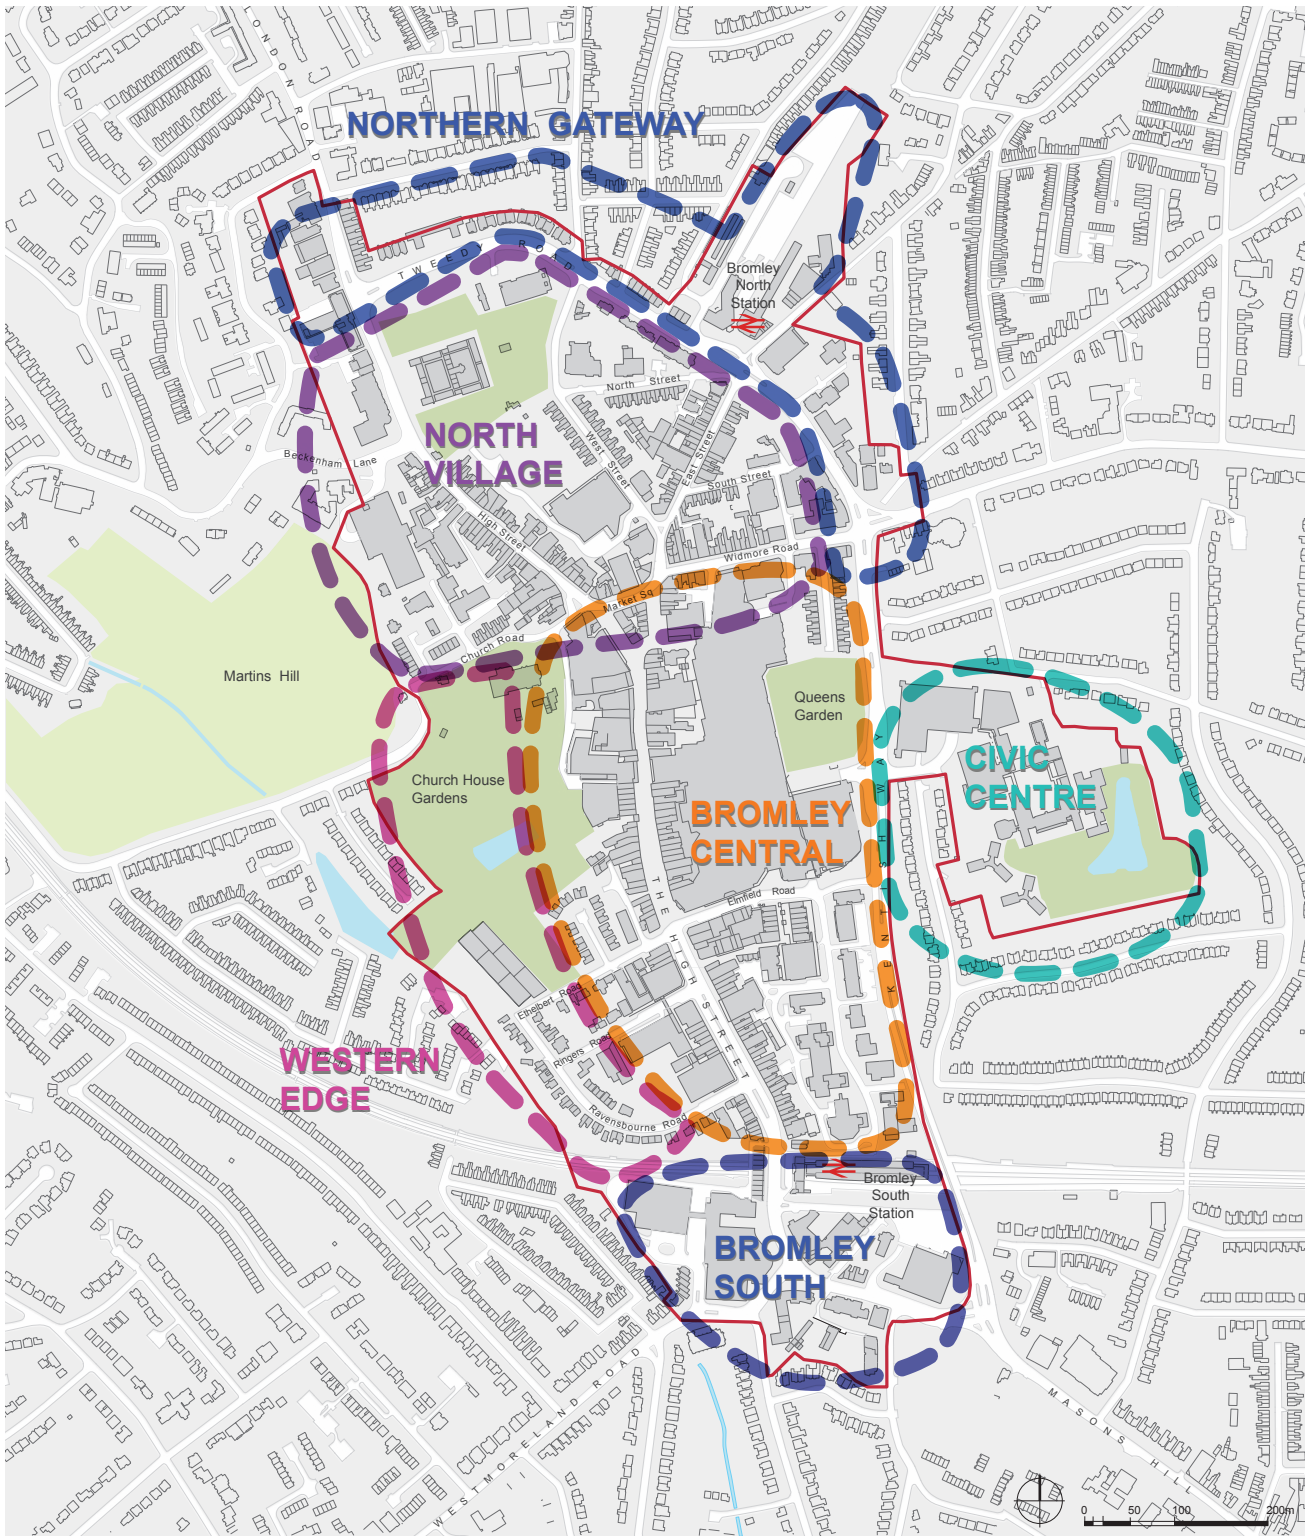 LONDON ROAD
NORTHERN GATEWAY
TWEEDY ROAD
Bromley
North
Station
North Street
NORTH
VILLAGE
Beckenham Lane
West Street
East Street
South Street
High Street
Widmore Road
Market Sq
Church Road
Martins Hill
Queens
Garden
KENTISH WAY
CIVIC
CENTRE
Church House
Gardens
BROMLEY
CENTRAL
Elmfield Road
THE
HIGH STREET
Ethelbert Road
Ringers Road
WESTERN
EDGE
Ravensbourne Road
Bromley
South
Station
BROMLEY
SOUTH
WESTMORELAND ROAD
MASONS HILL
0 50 100 200m